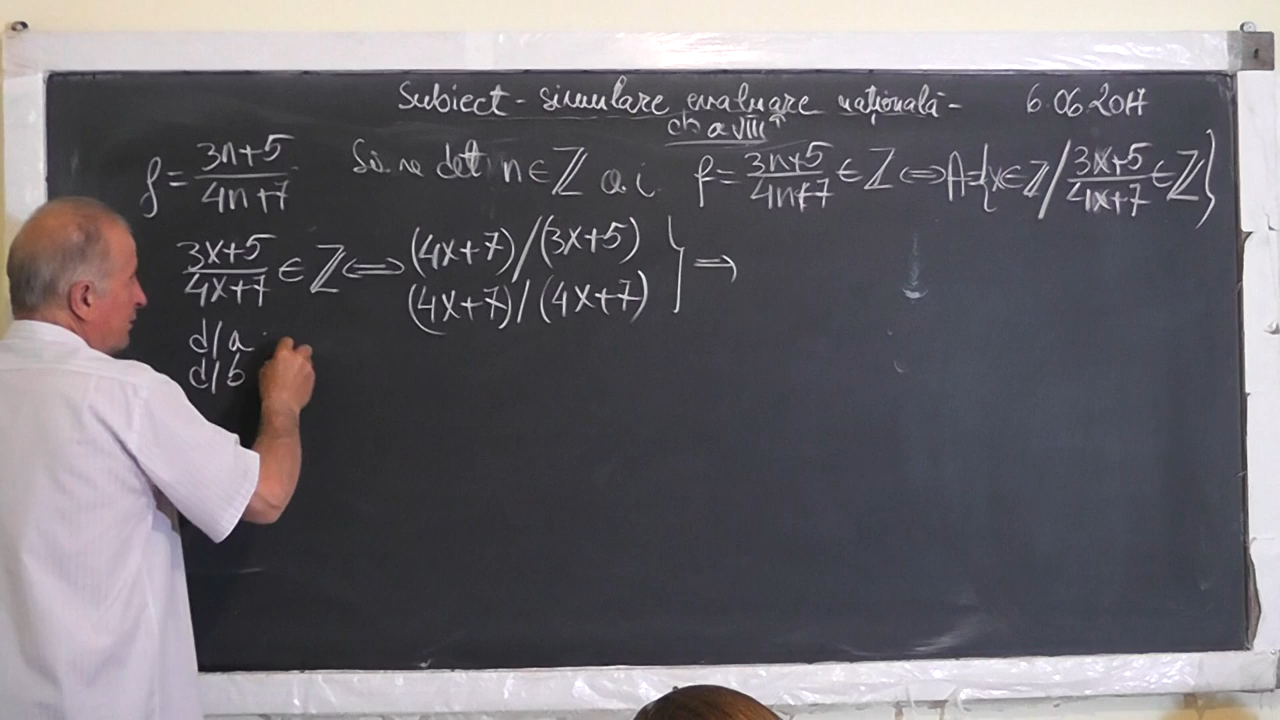 Subiect - simulare evaluare națională - 6.06.2017
cls a VIIIa
f = (3n+5)/(4n+7) Să se det n∈ℤ a.i. f = (3n+5)/(4n+7) ∈ ℤ ⇔ A={x∈ℤ / (3x+5)/(4x+7) ∈ ℤ}
(3x+5)/(4x+7) ∈ ℤ ⇔ (4x+7)/(3x+5)
(4x+7)/(4x+7) } ⇒
d/a
d/b